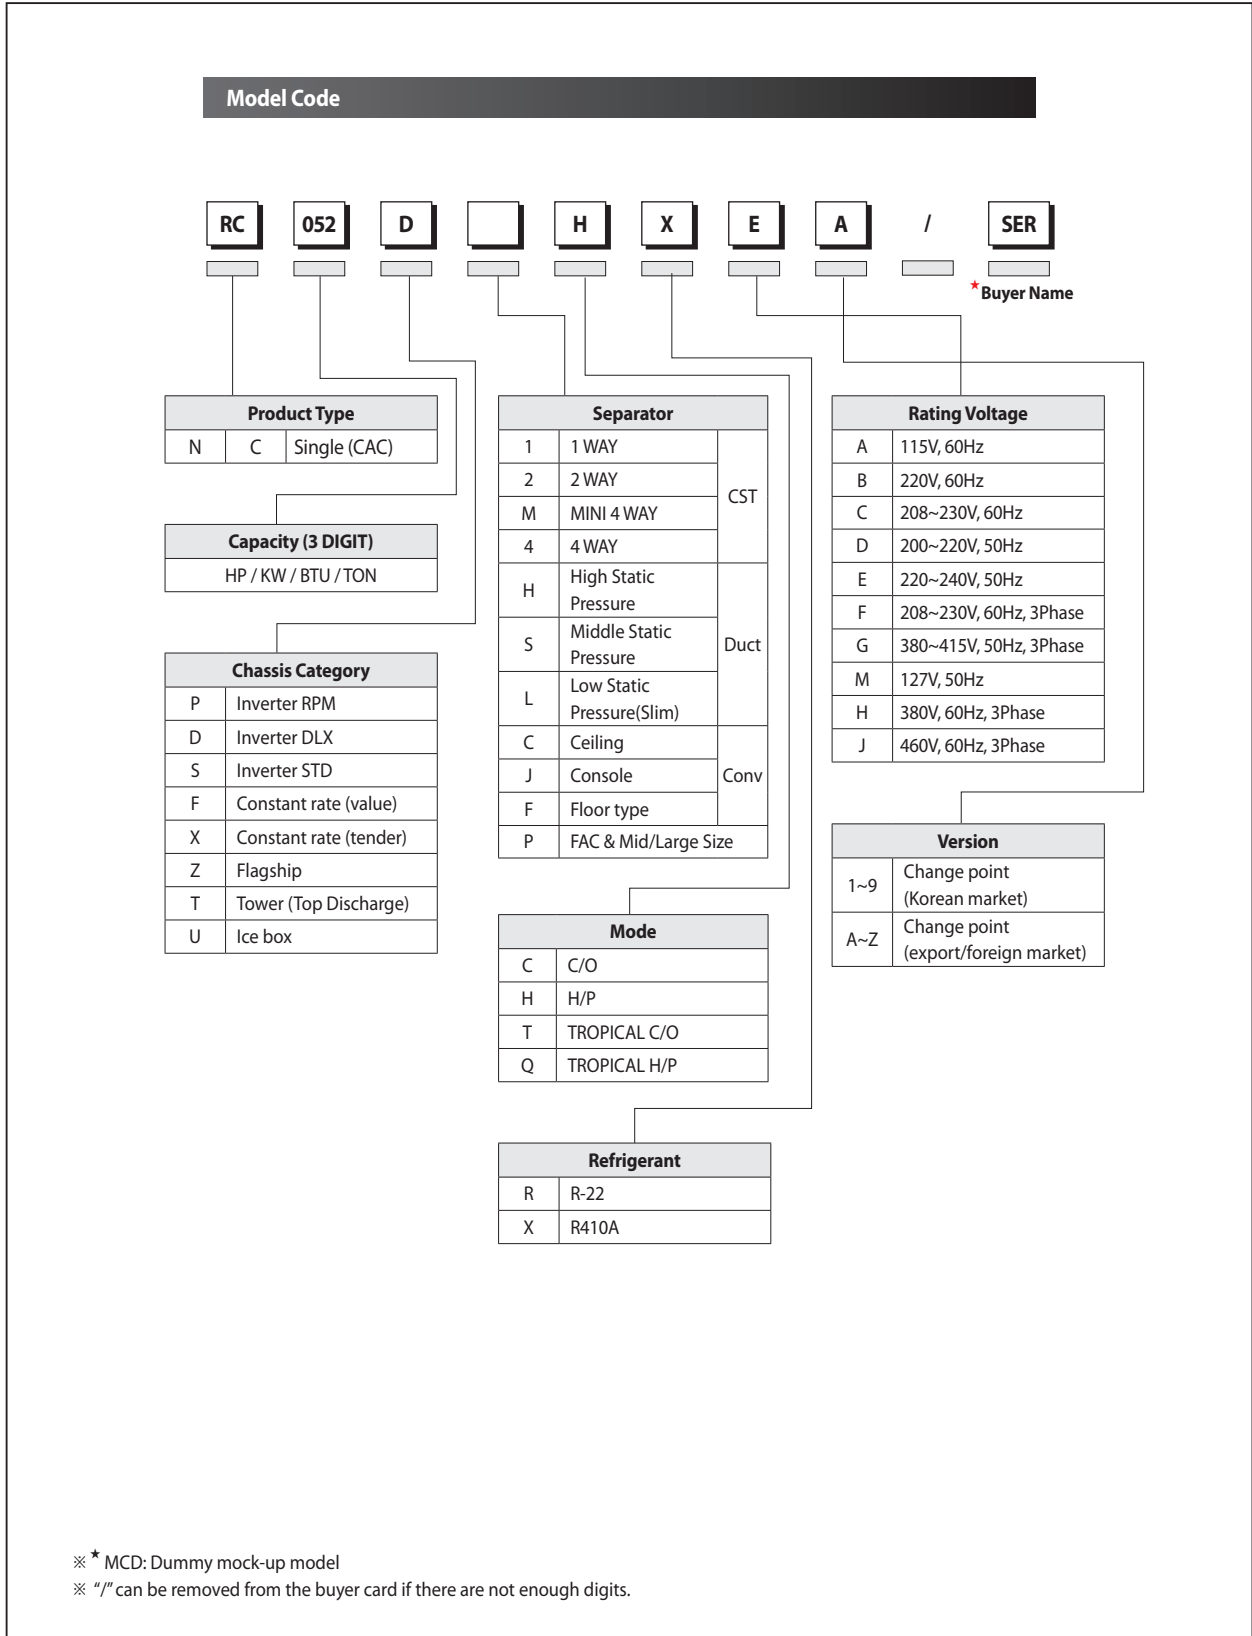 Model Code
RC 052 D H X E A / SER
★Buyer Name
Product Type
N C Single (CAC)
Capacity (3 DIGIT)
HP / KW / BTU / TON
Chassis Category
P Inverter RPM
D Inverter DLX
S Inverter STD
F Constant rate (value)
X Constant rate (tender)
Z Flagship
T Tower (Top Discharge)
U Ice box
Separator
1 1 WAY
2 2 WAY
CST
M MINI 4 WAY
4 4 WAY
H High Static
Pressure
S Middle Static
Pressure
Duct
L Low Static
Pressure(Slim)
C Ceiling
J Console Conv
F Floor type
P FAC & Mid/Large Size
Mode
C C/O
H H/P
T TROPICAL C/O
Q TROPICAL H/P
Refrigerant
R R-22
X R410A
Rating Voltage
A 115V, 60Hz
B 220V, 60Hz
C 208~230V, 60Hz
D 200~220V, 50Hz
E 220~240V, 50Hz
F 208~230V, 60Hz, 3Phase
G 380~415V, 50Hz, 3Phase
M 127V, 50Hz
H 380V, 60Hz, 3Phase
J 460V, 60Hz, 3Phase
Version
1~9 Change point
(Korean market)
A~Z Change point
(export/foreign market)
※ ★ MCD: Dummy mock-up model
※ “/” can be removed from the buyer card if there are not enough digits.